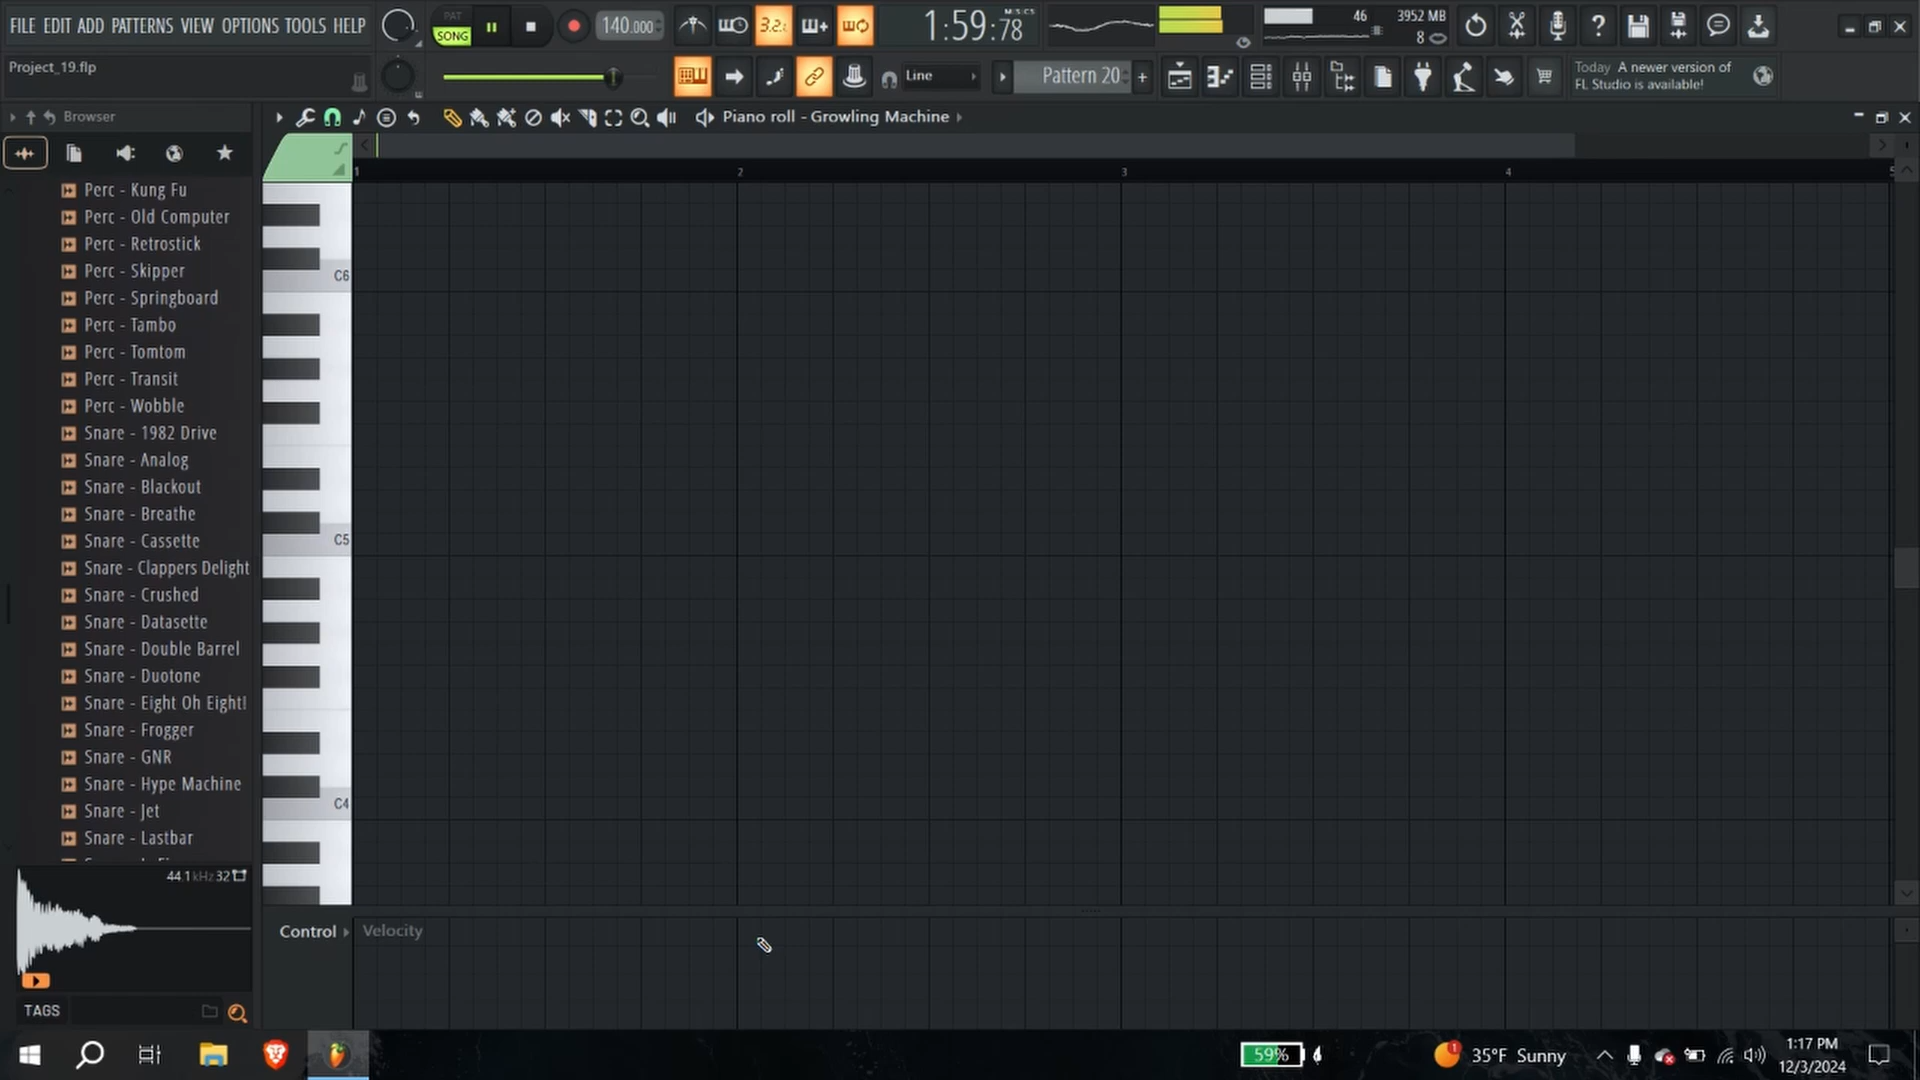 FILE EDIT ADD PATTERNS VIEW OPTIONS TOOLS HELP
PAT
SONG
140.000
3.2.
1:59:78
M:S:CS
46
3952 MB
8
Project_19.flp
Line
Pattern 20
Today A newer version of
FL Studio is available!
Browser
Piano roll - Growling Machine
1
2
3
4
5
Perc - Kung Fu
Perc - Old Computer
Perc - Retrostick
Perc - Skipper
Perc - Springboard
Perc - Tambo
Perc - Tomtom
Perc - Transit
Perc - Wobble
Snare - 1982 Drive
Snare - Analog
Snare - Blackout
Snare - Breathe
Snare - Cassette
Snare - Clappers Delight
Snare - Crushed
Snare - Datasette
Snare - Double Barrel
Snare - Duotone
Snare - Eight Oh Eight!
Snare - Frogger
Snare - GNR
Snare - Hype Machine
Snare - Jet
Snare - Lastbar
C6
C5
C4
44.1 kHz 32
TAGS
Control
Velocity
59%
1
35°F Sunny
1:17 PM
12/3/2024